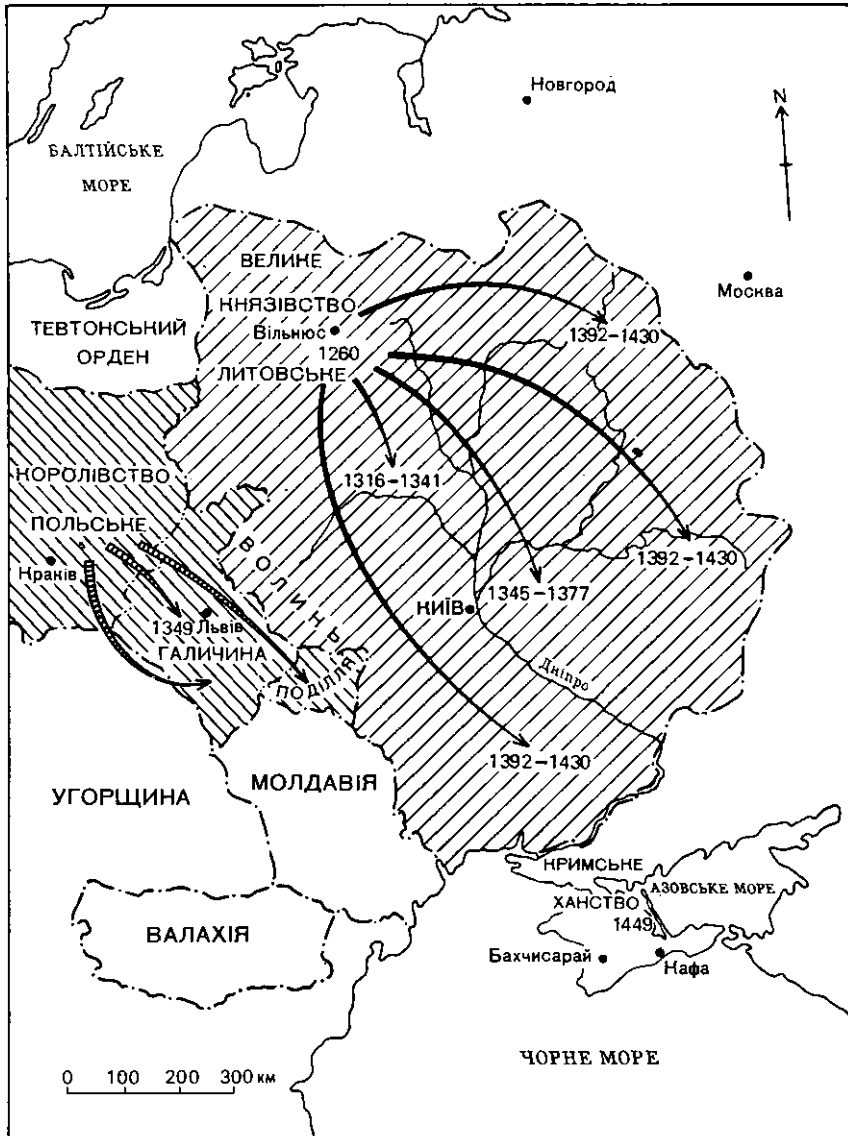 Новгород
N
БАЛТІЙСЬКЕ
МОРЕ
ВЕЛИКЕ
КНЯЗІВСТВО
Москва
ТЕВТОНСЬКИЙ
ОРДЕН
Вільнюс
1260
1392–1430
ЛИТОВСЬКЕ
КОРОЛІВСТВО
1316–1341
ПОЛЬСЬКЕ
ВОЛИНЬ
Краків
1392–1430
1345–1377
КИЇВ
1349 Львів
ГАЛИЧИНА
ПОДІЛЛЯ
Дніпро
1392–1430
МОЛДАВІЯ
УГОРЩИНА
КРИМСЬКЕ
АЗОВСЬКЕ МОРЕ
ХАНСТВО
1449
ВАЛАХІЯ
Бахчисарай
Кафа
ЧОРНЕ МОРЕ
0 100 200 300 км